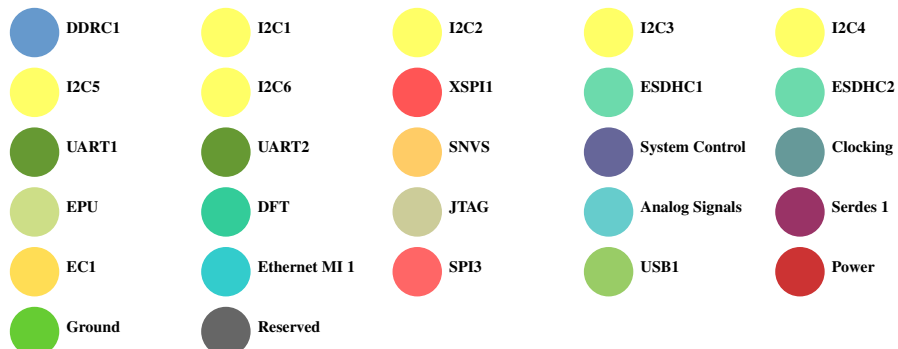 DDRC1 I2C1 I2C2 I2C3 I2C4
I2C5 I2C6 XSPI1 ESDHC1 ESDHC2
UART1 UART2 SNVS System Control Clocking
EPU DFT JTAG Analog Signals Serdes 1
EC1 Ethernet MI 1 SPI3 USB1 Power
Ground Reserved